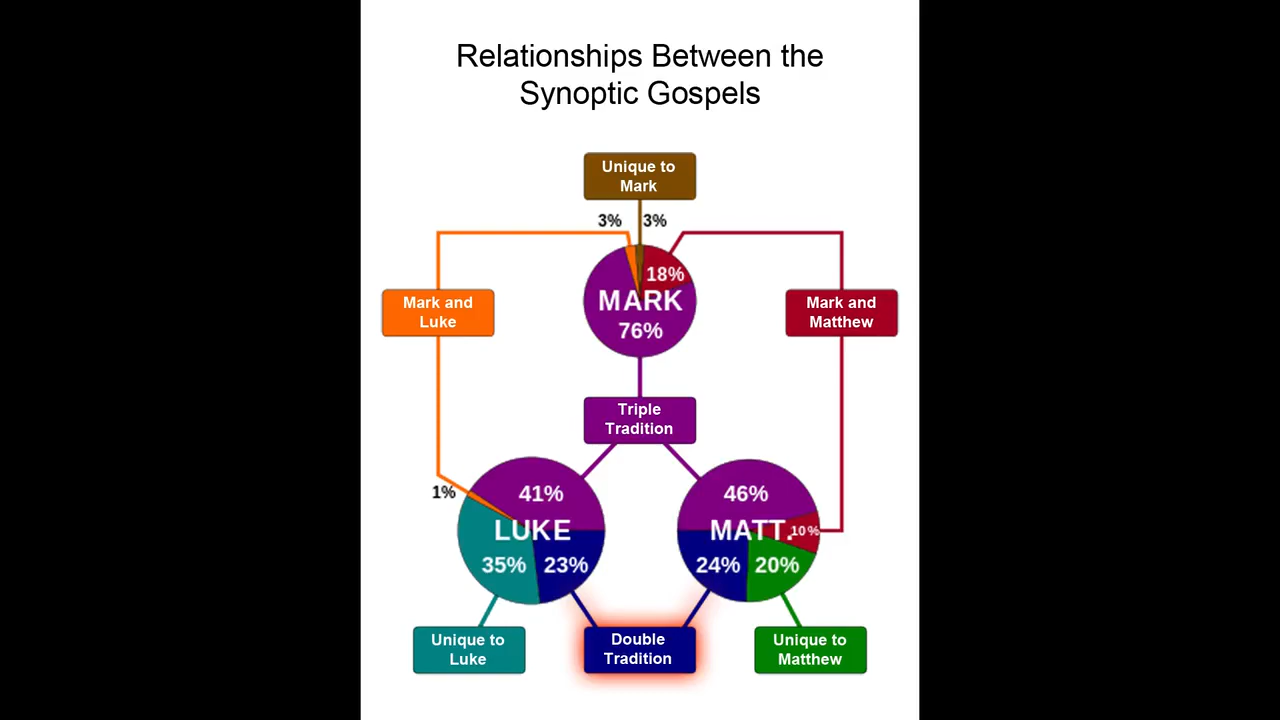 Relationships Between the
Synoptic Gospels
Unique to
Mark
3%
3%
18%
MARK
76%
Mark and
Luke
Mark and
Matthew
Triple
Tradition
1%
41%
LUKE
35%
23%
46%
MATT.
10%
24%
20%
Unique to
Luke
Double
Tradition
Unique to
Matthew